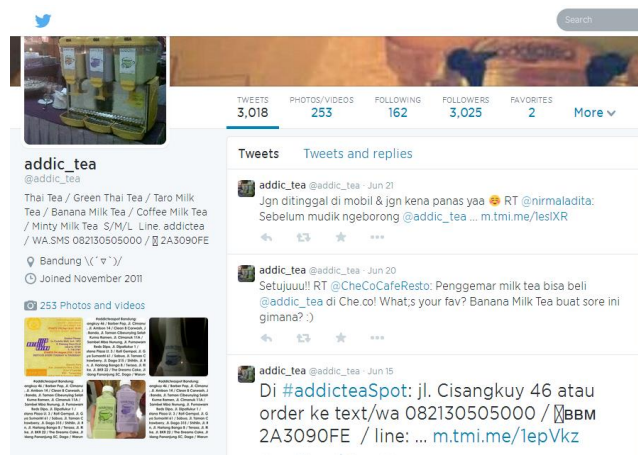 Search
TWEETS PHOTOS/VIDEOS FOLLOWING FOLLOWERS FAVORITES
3,018 253 162 3,025 2 More
addic_tea
@addic_tea
Thai Tea / Green Thai Tea / Taro Milk
Tea / Banana Milk Tea / Coffee Milk Tea
/ Minty Milk Tea S/M/L Line. addictea
/ WA.SMS 082130505000 / 2A3090FE
Bandung \(´▽`)/
Joined November 2011
253 Photos and videos
Tweets Tweets and replies
addic_tea @addic_tea · Jun 21
Jgn ditinggal di mobil & jgn kena panas yaa ☺ RT @nirmaladita:
Sebelum mudik ngeborong @addic_tea ... m.tmi.me/1eslXR
addic_tea @addic_tea · Jun 20
Setujuuu!! RT @CheCoCafeResto: Penggemar milk tea bisa beli
@addic_tea di Che.co! What;s your fav? Banana Milk Tea buat sore ini
gimana? :)
addic_tea @addic_tea · Jun 15
Di #addicteaSpot: jl. Cisangkuy 46 atau
order ke text/wa 082130505000 / BBM
2A3090FE / line: ... m.tmi.me/1epVkz